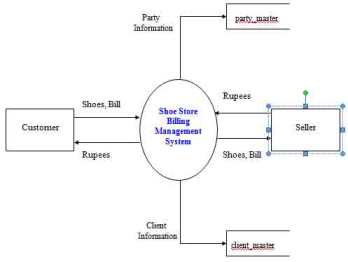 Party
Information
party_master
Rupees
Shoes, Bill
Shoe Store
Billing
Management
System
Customer
Seller
Rupees
Shoes, Bill
Client
Information
client_master